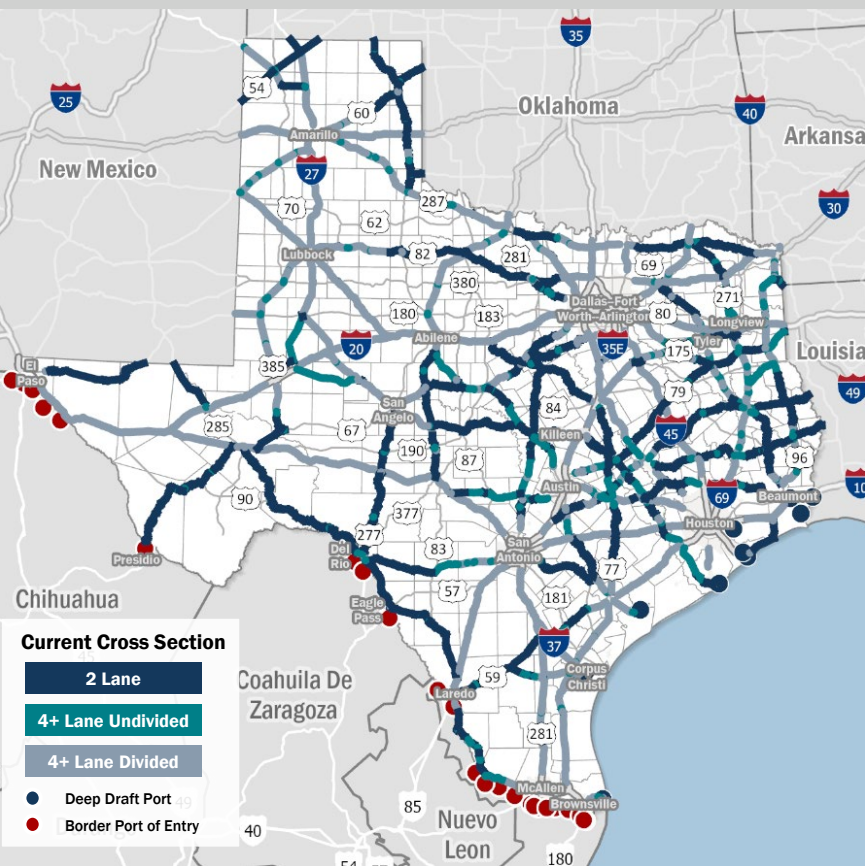 35
25
54
Oklahoma
60
40
Arkansa
Amarillo
New Mexico
27
287
30
70
62
281
82
Lubbock
69
380
271
Dallas-Fort
Worth-Arlington
180
183
80
Longview
Abilene
20
35E
Tyler
175
Louisia
El
Paso
385
79
49
San
Angelo
84
285
67
45
Killeen
190
87
96
Austin
10
69
90
Beaumont
377
Houston
277
San
Antonio
83
Del
Rio
Presidio
77
57
181
Chihuahua
Eagle
Pass
37
Current Cross Section
2 Lane
4+ Lane Undivided
4+ Lane Divided
Deep Draft Port
Border Port of Entry
Coahuila De
Zaragoza
59
Corpus
Christi
Laredo
281
McAllen
Brownsville
49
85
Nuevo
Leon
40
54
180